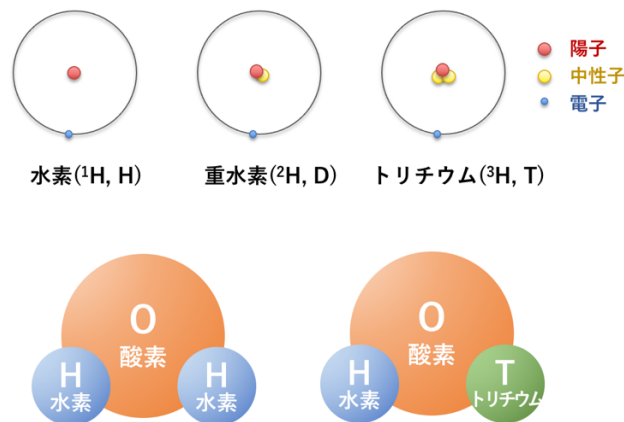 陽子
中性子
電子
水素(¹H, H)
重水素(²H, D)
トリチウム(³H, T)
O
酸素
H
水素
H
水素
O
酸素
H
水素
T
トリチウム